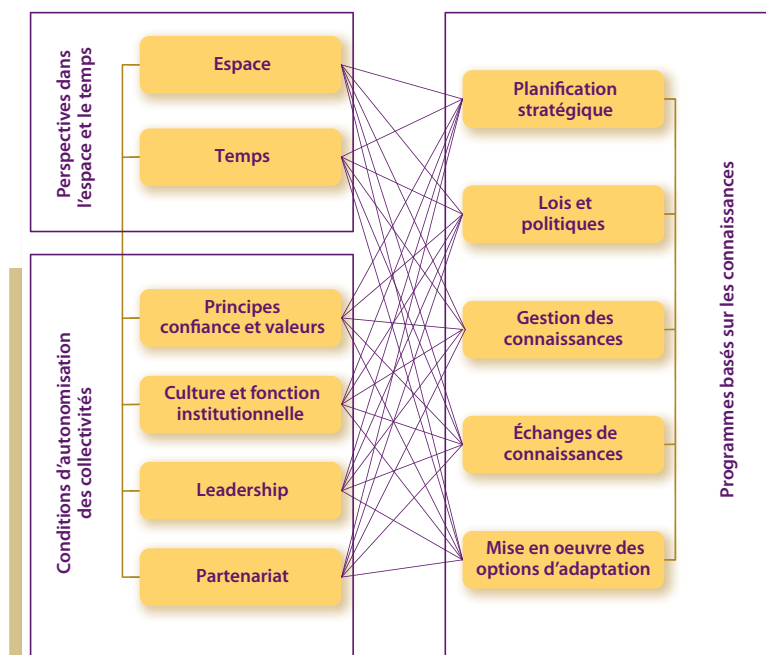 Perspectives dans
l'espace et le temps
Espace
Temps
Conditions d'autonomisation
des collectivités
Principes
confiance et valeurs
Culture et fonction
institutionnelle
Leadership
Partenariat
Planification
stratégique
Lois et
politiques
Gestion des
connaissances
Échanges de
connaissances
Mise en oeuvre des
options d'adaptation
Programmes basés sur les connaissances